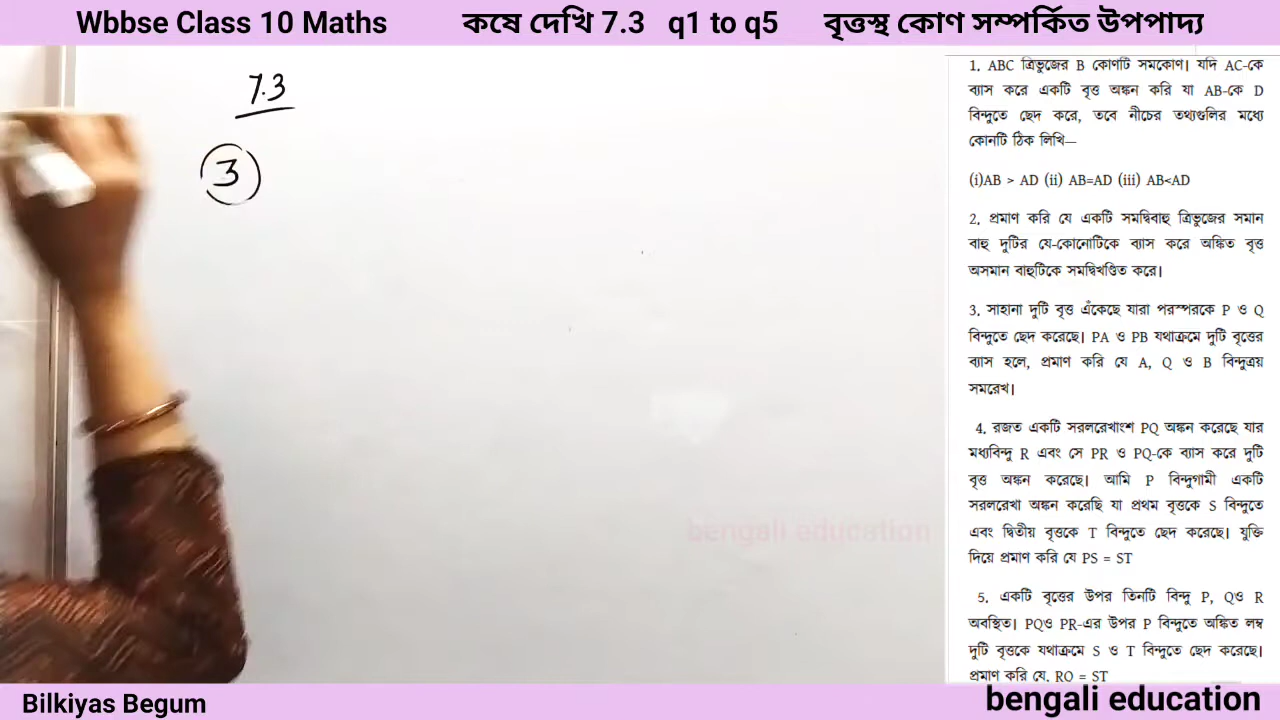 Wbbse Class 10 Maths কষে দেখি 7.3 q1 to q5 বৃত্তস্থ কোণ সম্পর্কিত উপপাদ্য
7.3
3
1. ABC ত্রিভুজের B কোণটি সমকোণ। যদি AC-কে
ব্যাস করে একটি বৃত্ত অঙ্কন করি যা AB-কে D
বিন্দুতে ছেদ করে, তবে নীচের তথ্যগুলির মধ্যে
কোনটি ঠিক লিখি—
(i)AB > AD (ii) AB=AD (iii) AB<AD
2. প্রমাণ করি যে একটি সমদ্বিবাহু ত্রিভুজের সমান
বাহু দুটির যে-কোনোটিকে ব্যাস করে অঙ্কিত বৃত্ত
অসমান বাহুটিকে সমদ্বিখণ্ডিত করে।
3. সাহানা দুটি বৃত্ত এঁকেছে যারা পরস্পরকে P ও Q
বিন্দুতে ছেদ করেছে। PA ও PB যথাক্রমে দুটি বৃত্তের
ব্যাস হলে, প্রমাণ করি যে A, Q ও B বিন্দুত্রয়
সমরেখ।
4. রজত একটি সরলরেখাংশ PQ অঙ্কন করেছে যার
মধ্যবিন্দু R এবং সে PR ও PQ-কে ব্যাস করে দুটি
বৃত্ত অঙ্কন করেছে। আমি P বিন্দুগামী একটি
সরলরেখা অঙ্কন করেছি যা প্রথম বৃত্তকে S বিন্দুতে
এবং দ্বিতীয় বৃত্তকে T বিন্দুতে ছেদ করেছে। যুক্তি
দিয়ে প্রমাণ করি যে PS = ST
5. একটি বৃত্তের উপর তিনটি বিন্দু P, Qও R
অবস্থিত। PQও PR-এর উপর P বিন্দুতে অঙ্কিত লম্ব
দুটি বৃত্তকে যথাক্রমে S ও T বিন্দুতে ছেদ করেছে।
প্রমাণ করি যে, RQ = ST
bengali education
Bilkiyas Begum
bengali education